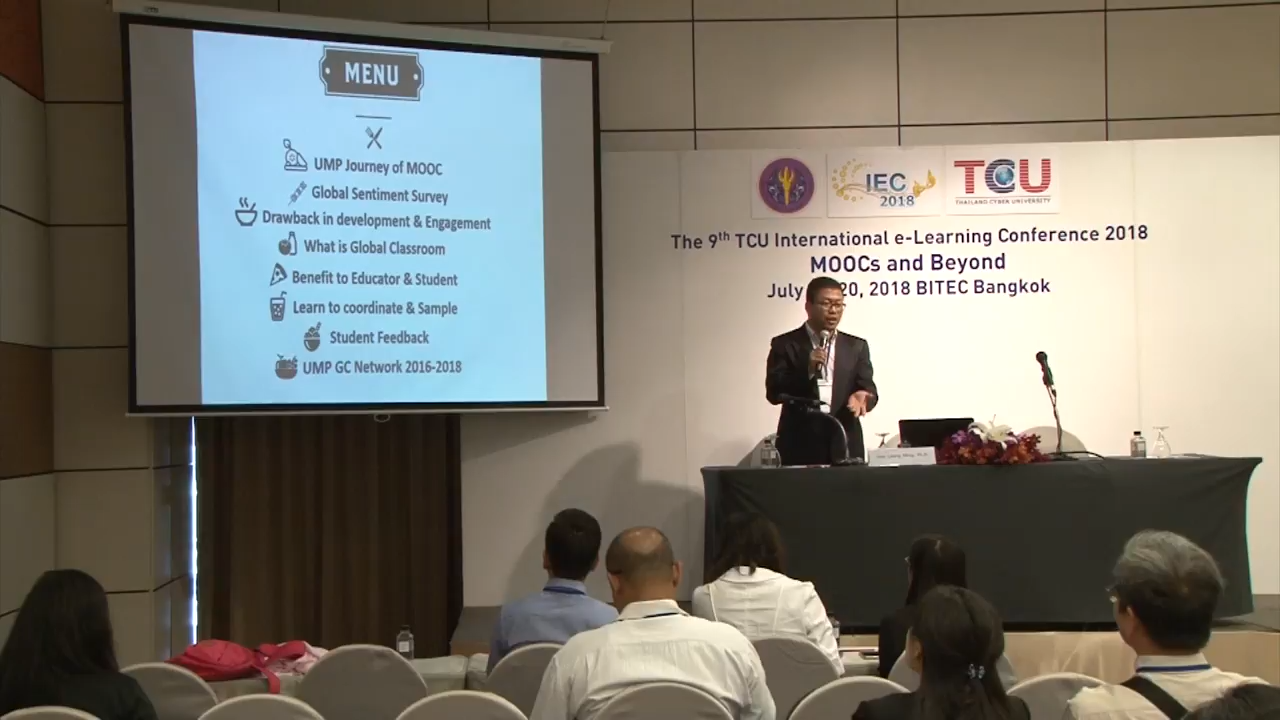 MENU
UMP Journey of MOOC
Global Sentiment Survey
Drawback in development & Engagement
What is Global Classroom
Benefit to Educator & Student
Learn to coordinate & Sample
Student Feedback
UMP GC Network 2016-2018
IEC
2018
TCU
THAILAND CYBER UNIVERSITY
The 9th TCU International e-Learning Conference 2018
MOOCs and Beyond
July 20, 2018 BITEC Bangkok